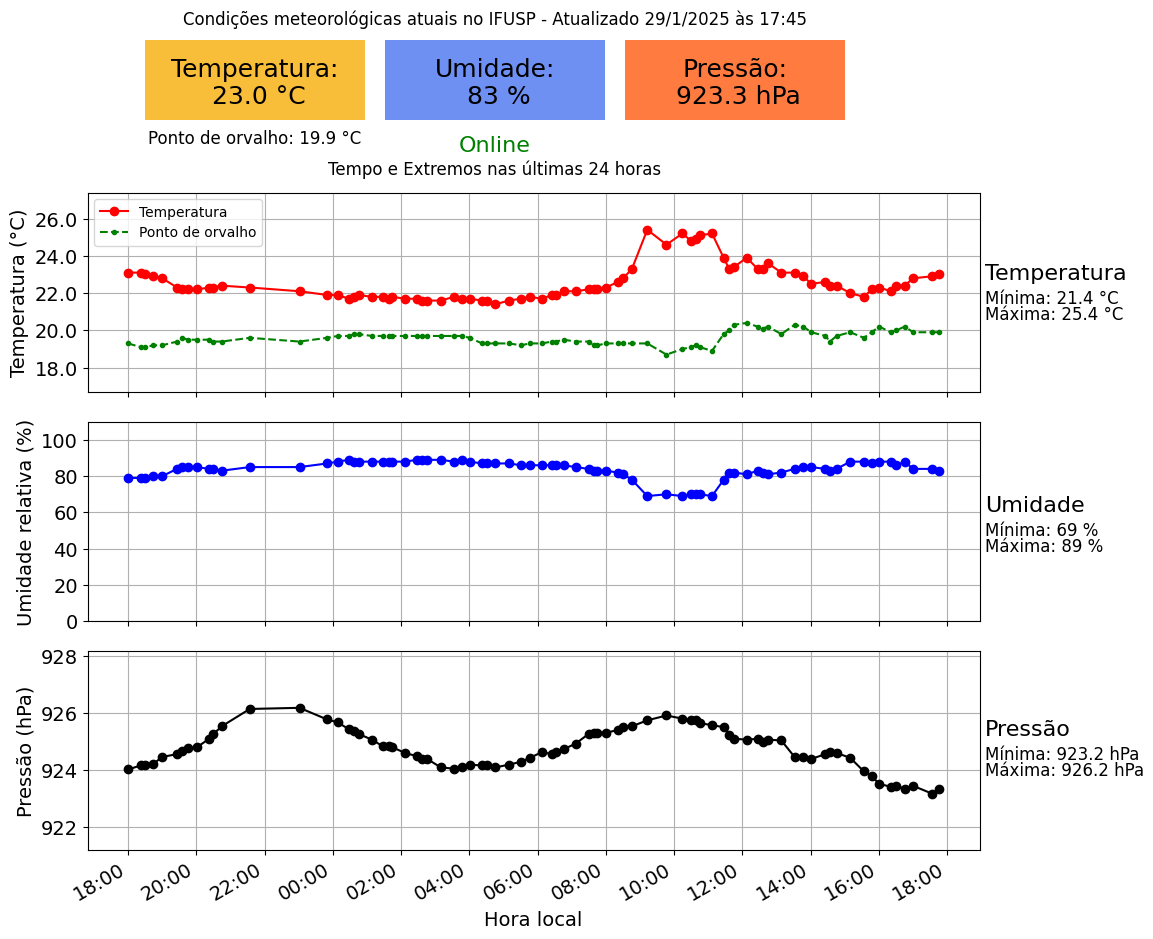 Condições meteorológicas atuais no IFUSP - Atualizado 29/1/2025 às 17:45
Temperatura:
23.0 °C
Umidade:
83 %
Pressão:
923.3 hPa
Ponto de orvalho: 19.9 °C
Online
Tempo e Extremos nas últimas 24 horas
Temperatura (°C)
26.0
24.0
22.0
20.0
18.0
Temperatura
Ponto de orvalho
Temperatura
Mínima: 21.4 °C
Máxima: 25.4 °C
Umidade relativa (%)
100
80
60
40
20
0
Umidade
Mínima: 69 %
Máxima: 89 %
Pressão (hPa)
928
926
924
922
Pressão
Mínima: 923.2 hPa
Máxima: 926.2 hPa
18:00 20:00 22:00 00:00 02:00 04:00 06:00 08:00 10:00 12:00 14:00 16:00 18:00
Hora local